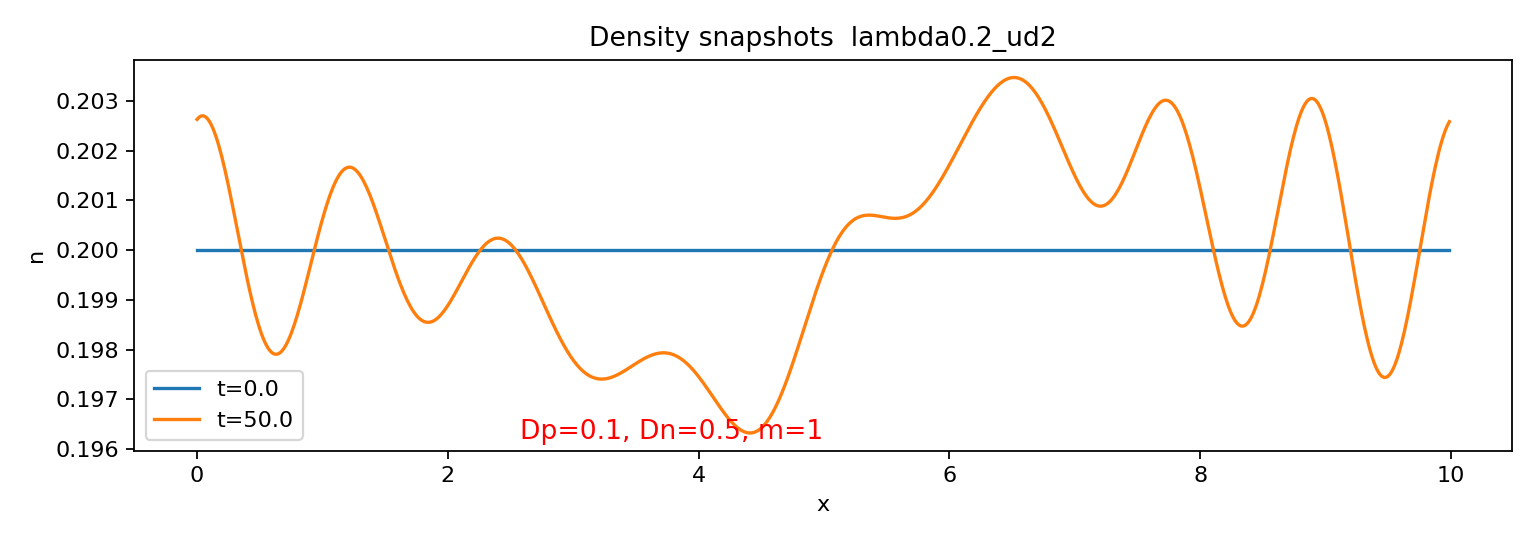 Density snapshots  lambda0.2_ud2
n
0.203
0.202
0.201
0.200
0.199
0.198
0.197
0.196
t=0.0
t=50.0
Dp=0.1, Dn=0.5, m=1
0 2 4 6 8 10
x